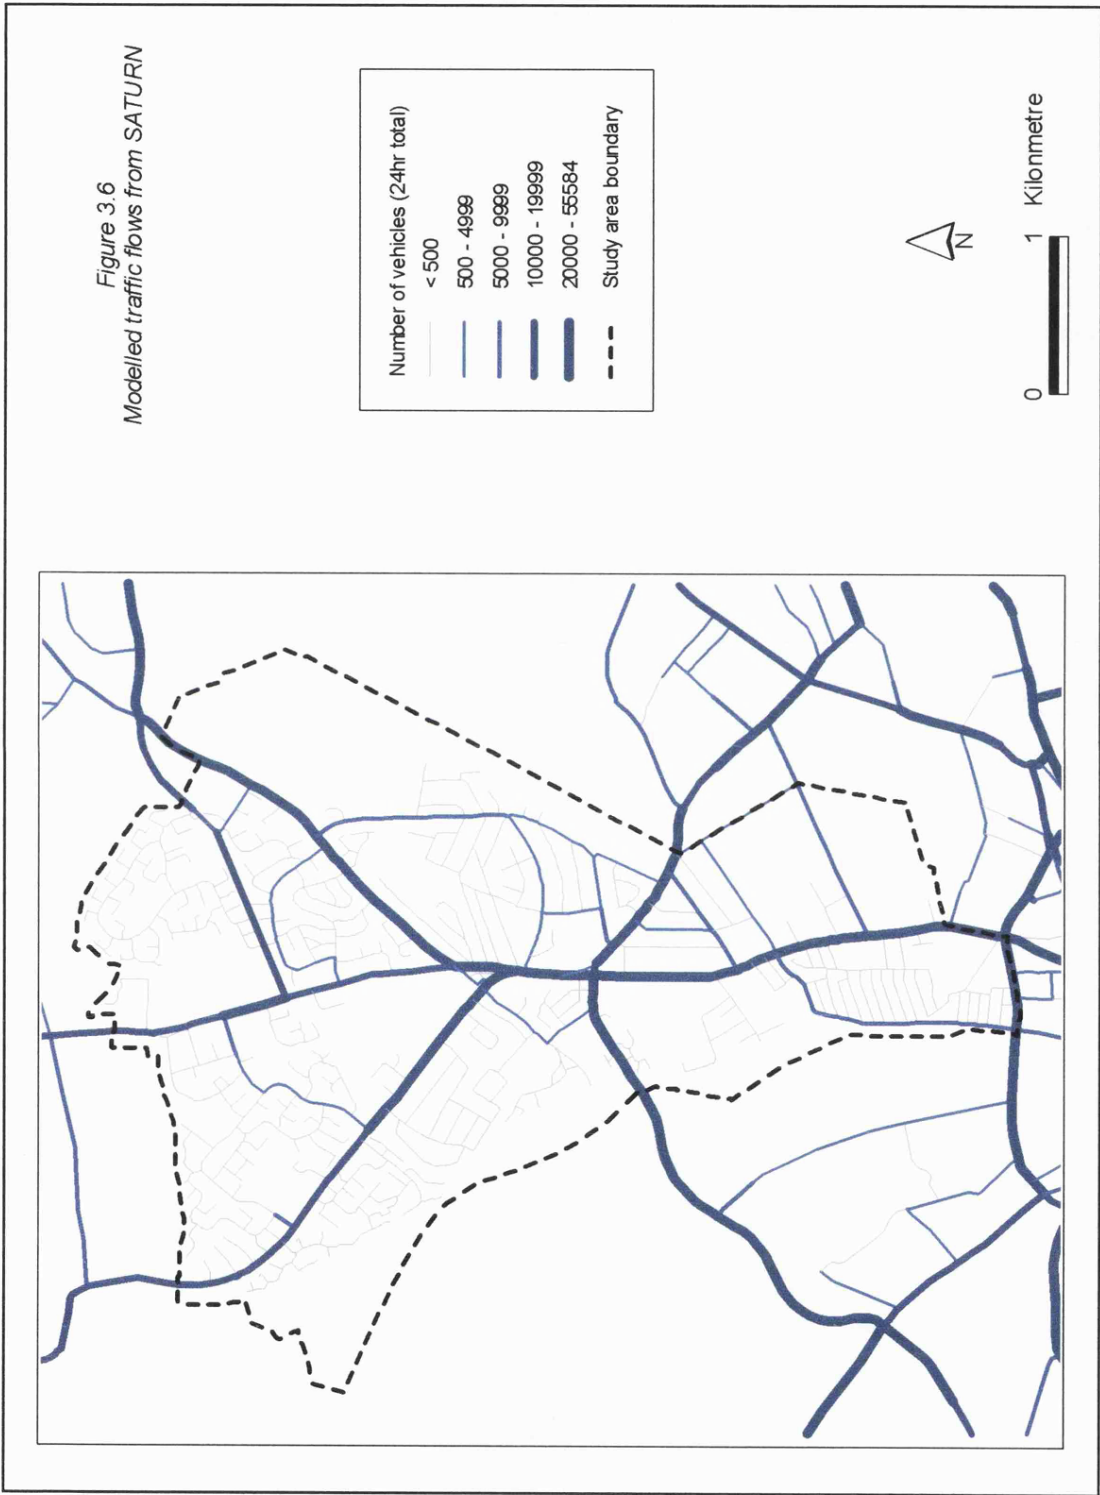 Figure 3.6
Modelled traffic flows from SATURN
Number of vehicles (24hr total)
< 500
500 - 4999
5000 - 9999
10000 - 19999
20000 - 55584
Study area boundary
N
0 1 Kilonmetre